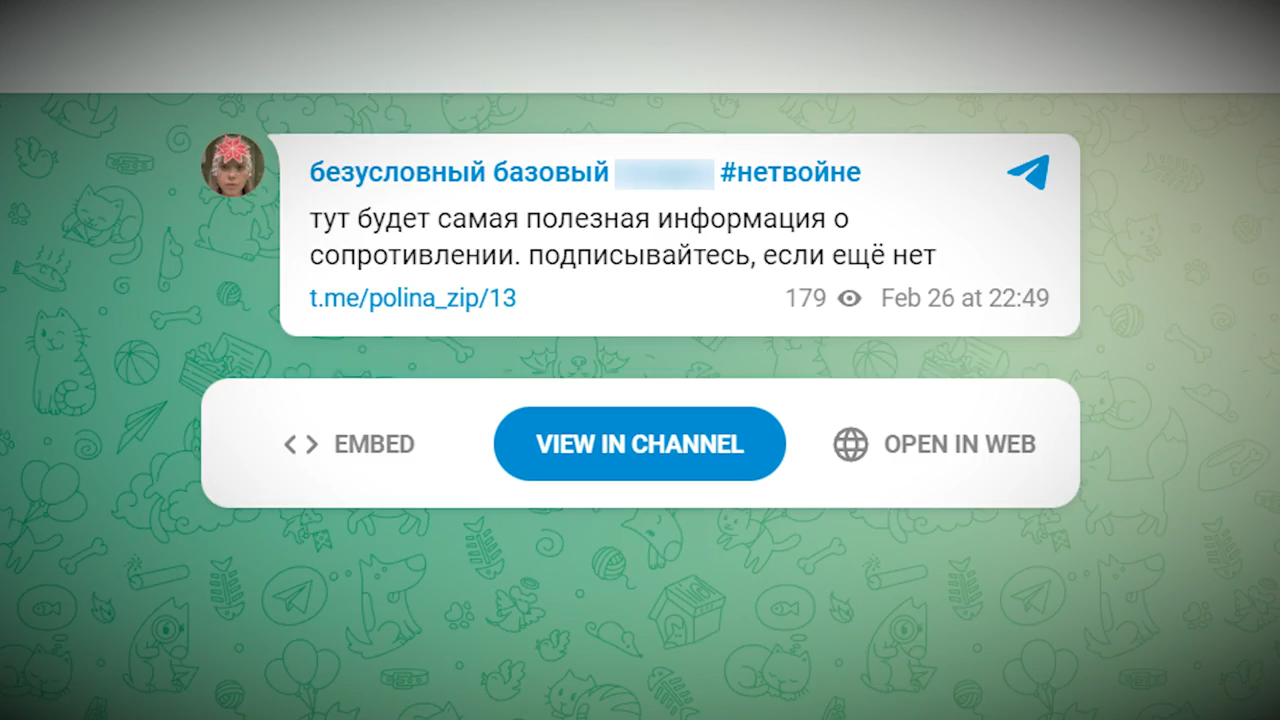 безусловный базовый #нетвойне
тут будет самая полезная информация о
сопротивлении. подписывайтесь, если ещё нет
t.me/polina_zip/13 179 Feb 26 at 22:49
EMBED VIEW IN CHANNEL OPEN IN WEB